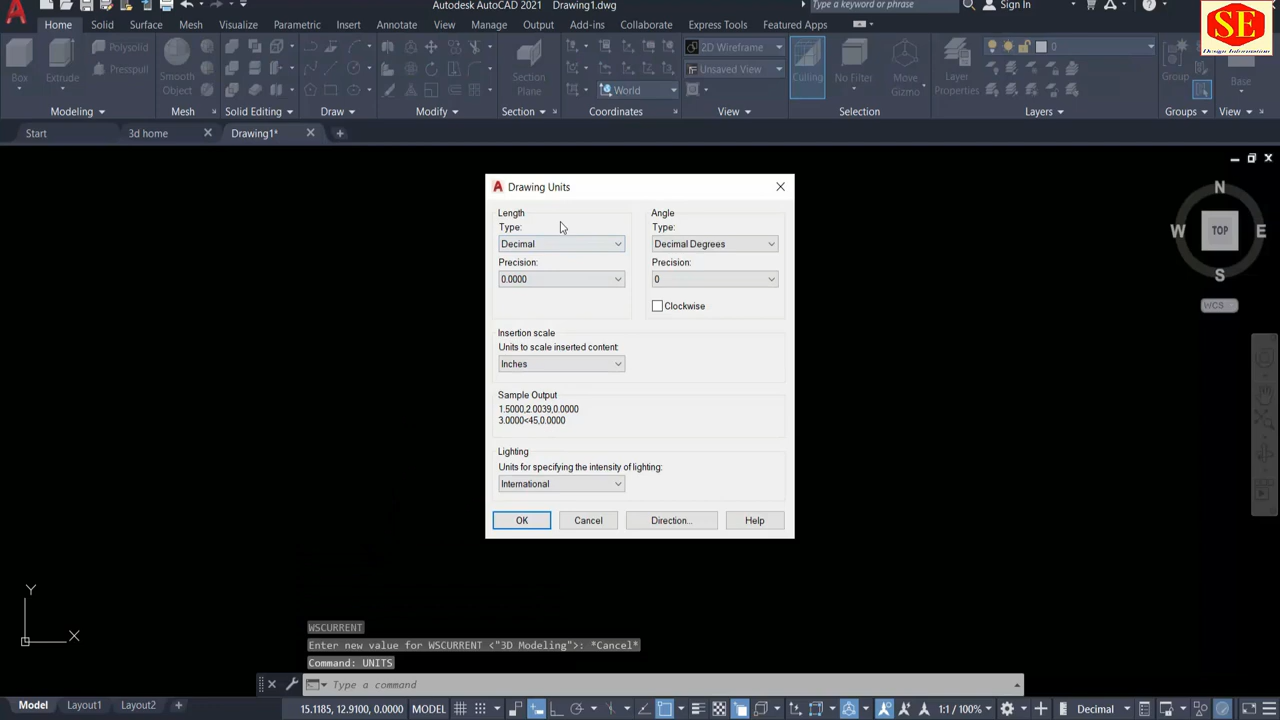 Autodesk AutoCAD 2021 Drawing1.dwg
Type a keyword or phrase
Sign In
SE
Design Information
Home Solid Surface Mesh Visualize Parametric Insert Annotate View Manage Output Add-ins Collaborate Express Tools Featured Apps
Box
Extrude
Polysolid
Presspull
Smooth
Object
Section
Plane
World
2D Wireframe
Unsaved View
Culling
No Filter
Move
Gizmo
Layer
Properties
0
Group
Base
Modeling Mesh Solid Editing Draw Modify Section Coordinates View Selection Layers Groups View
Start 3d home Drawing1*
Drawing Units
Length
Type:
Decimal
Precision:
0.0000
Angle
Type:
Decimal Degrees
Precision:
0
Clockwise
Insertion scale
Units to scale inserted content:
Inches
Sample Output
1.5000,2.0039,0.0000
3.0000<45,0.0000
Lighting
Units for specifying the intensity of lighting:
International
OK Cancel Direction... Help
N
W TOP E
S
WCS
Y
X
WSCURRENT
Enter new value for WSCURRENT <"3D Modeling">: *Cancel*
Command: UNITS
Type a command
Model Layout1 Layout2
15.1185, 12.9100, 0.0000 MODEL
1:1 / 100%
Decimal